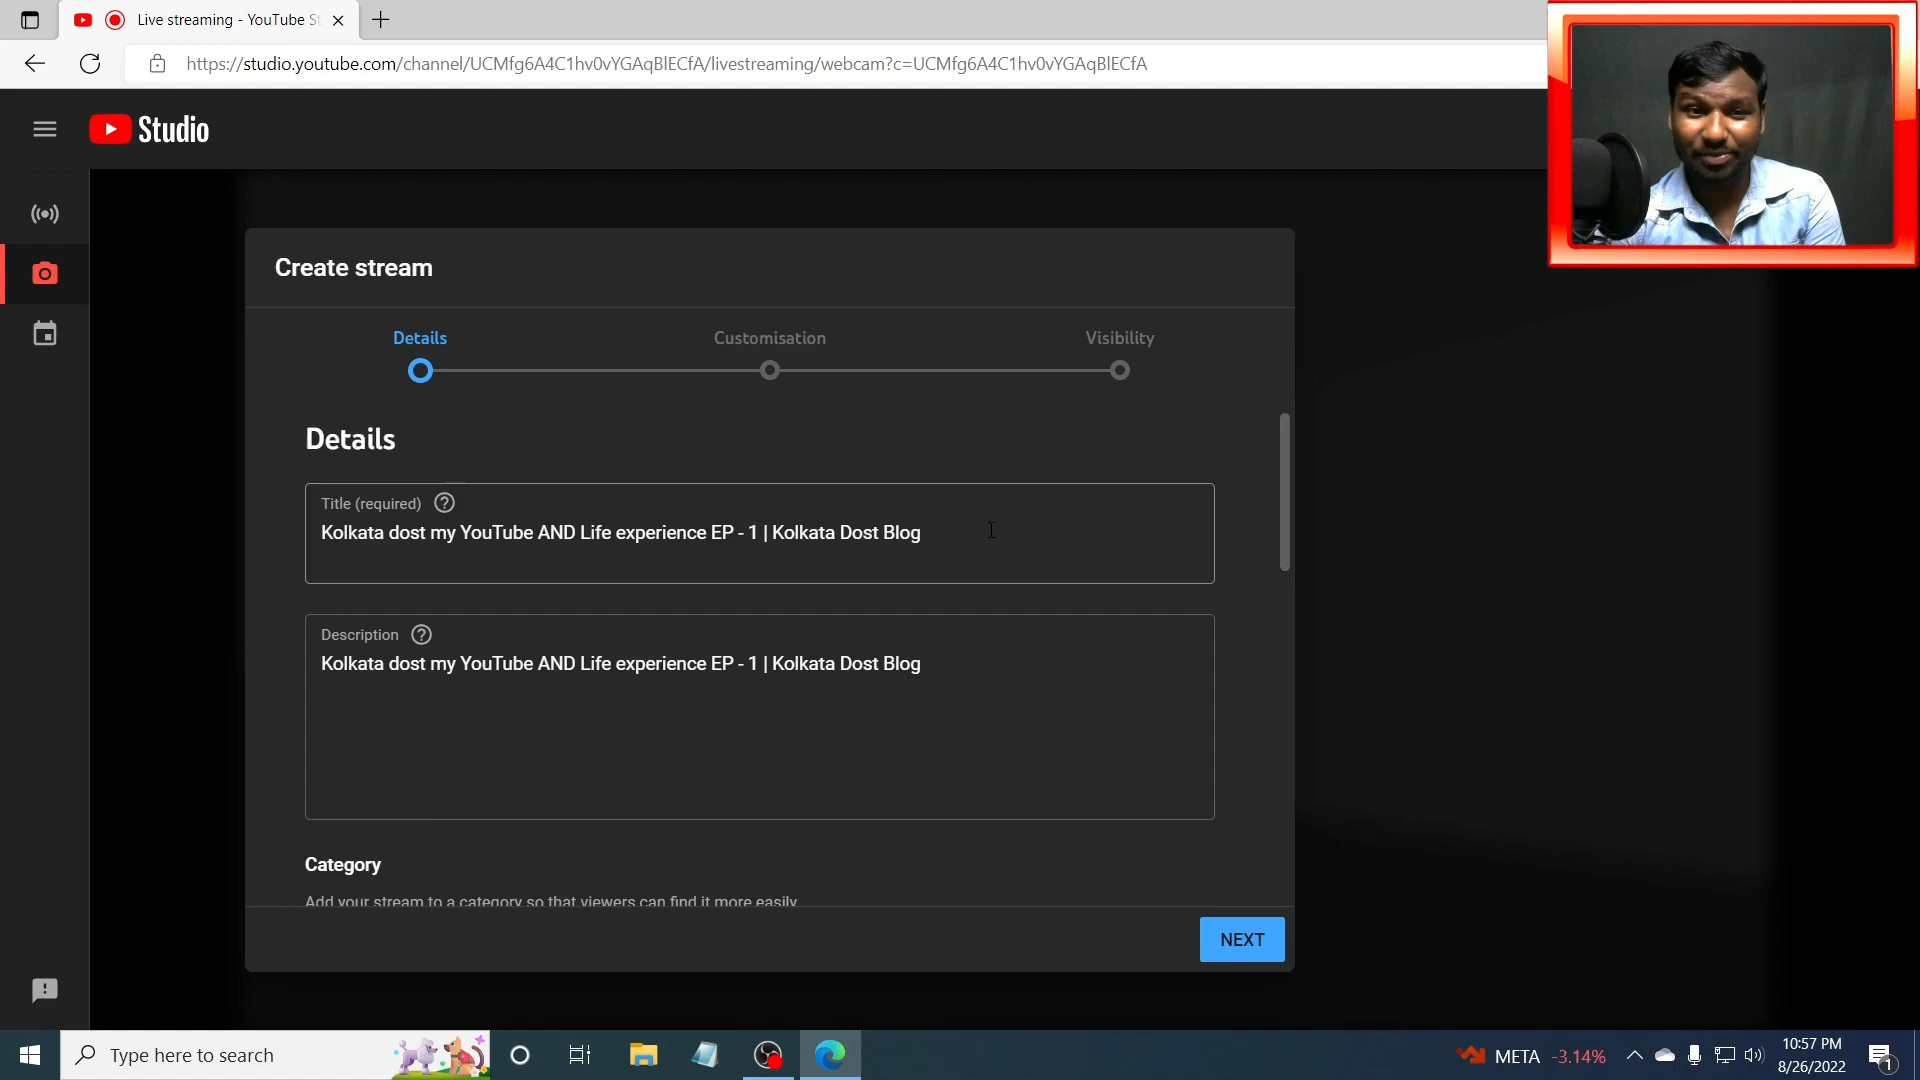 Live streaming - YouTube S
https://studio.youtube.com/channel/UCMfg6A4C1hv0vYGAqBlECfA/livestreaming/webcam?c=UCMfg6A4C1hv0vYGAqBlECfA
Studio
Create stream
Details
Customisation
Visibility
Details
Title (required)
Kolkata dost my YouTube AND Life experience EP - 1 | Kolkata Dost Blog
Description
Kolkata dost my YouTube AND Life experience EP - 1 | Kolkata Dost Blog
Category
Add your stream to a category so that viewers can find it more easily
NEXT
Type here to search
META -3.14%
10:57 PM
8/26/2022
1